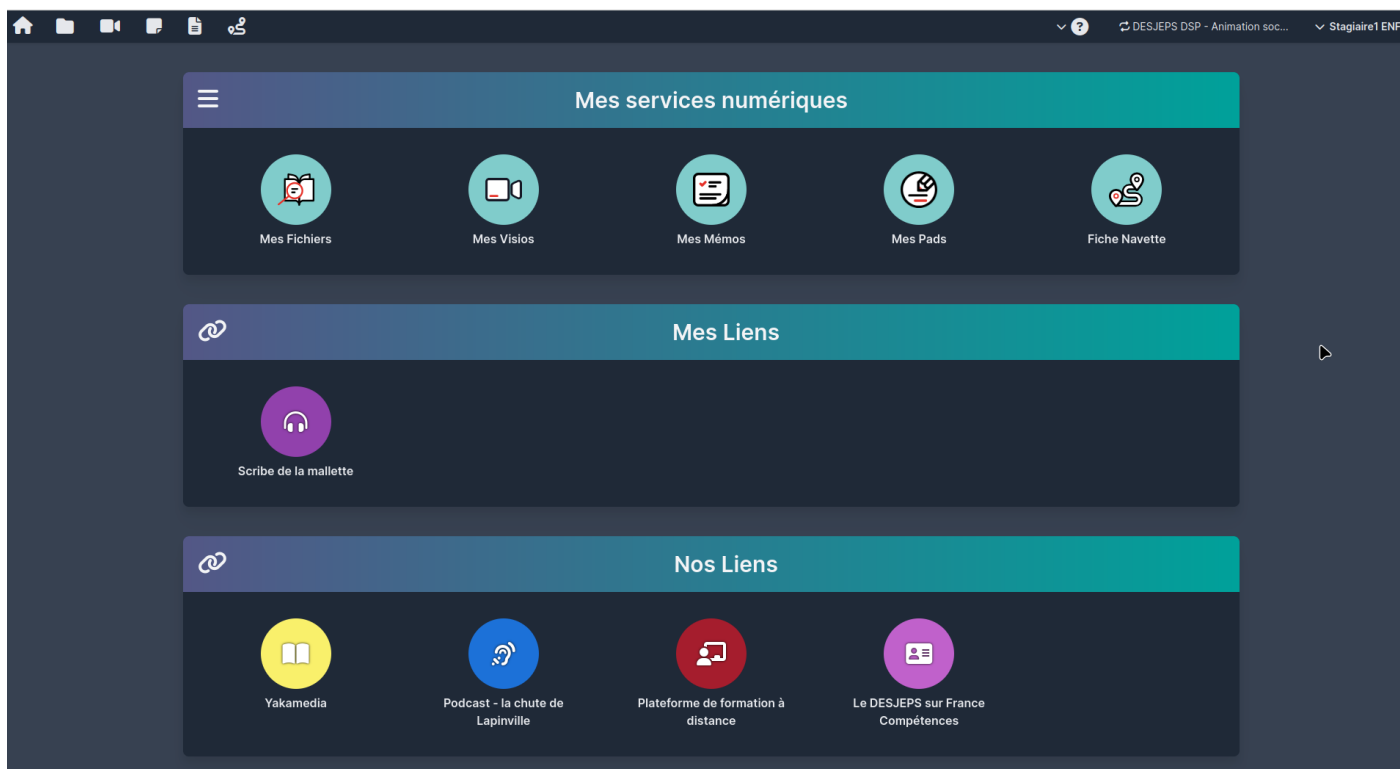 ? DESJEPS DSP - Animation soc... Stagiaire1 ENF
Mes services numériques
Mes Fichiers
Mes Visios
Mes Mémos
Mes Pads
Fiche Navette
Mes Liens
Scribe de la mallette
Nos Liens
Yakamedia
Podcast - la chute de
Lapinville
Plateforme de formation à
distance
Le DESJEPS sur France
Compétences